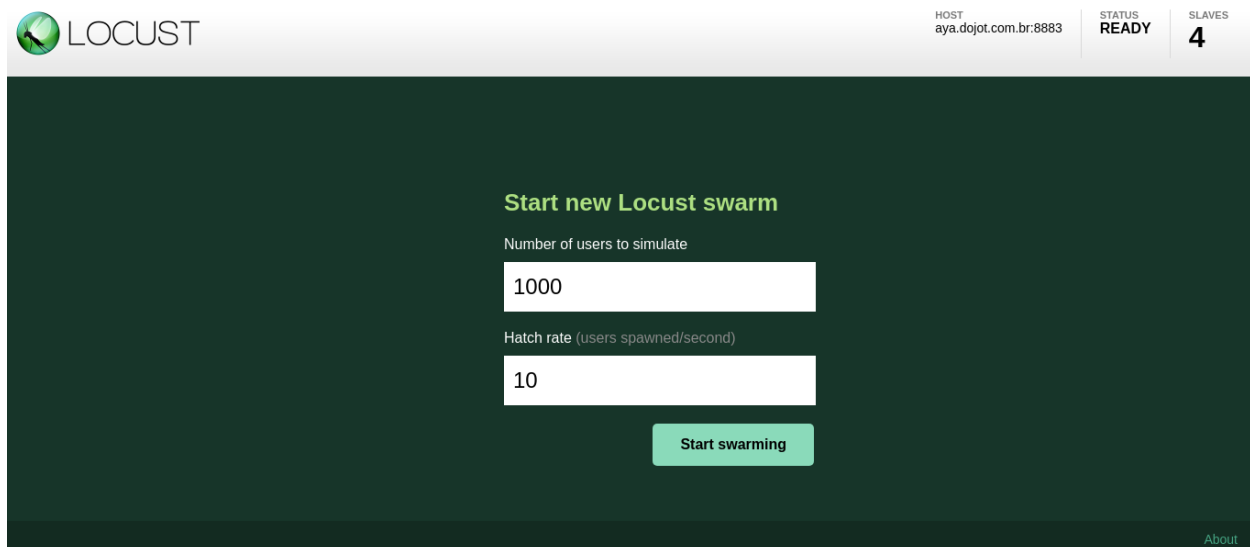 LOCUST
HOST
aya.dojot.com.br:8883
STATUS
READY
SLAVES
4
Start new Locust swarm
Number of users to simulate
1000
Hatch rate (users spawned/second)
10
Start swarming
About